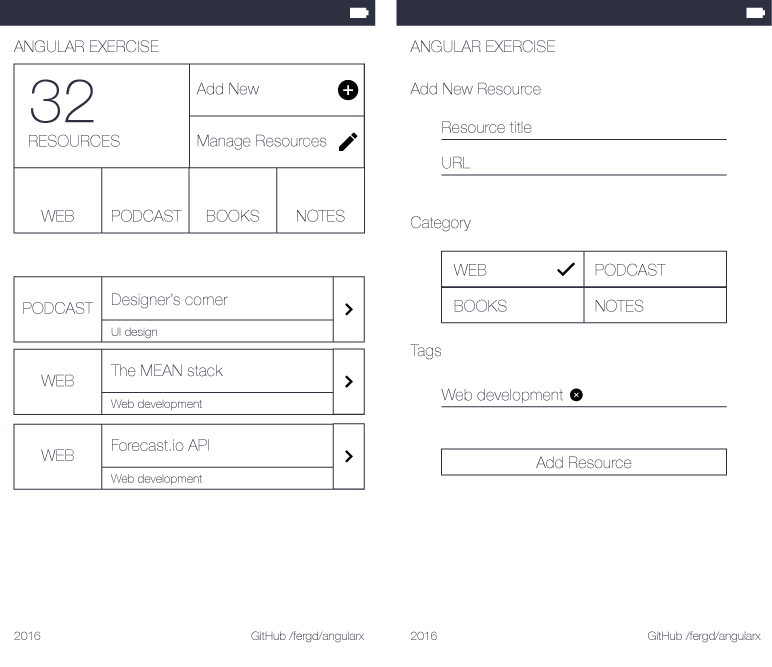 ANGULAR EXERCISE
32
RESOURCES
Add New
Manage Resources
WEB
PODCAST
BOOKS
NOTES
PODCAST
Designer's corner
UI design
WEB
The MEAN stack
Web development
WEB
Forecast.io API
Web development
2016
GitHub /fergd/angularx
ANGULAR EXERCISE
Add New Resource
Resource title
URL
Category
WEB
PODCAST
BOOKS
NOTES
Tags
Web development
Add Resource
2016
GitHub /fergd/angularx